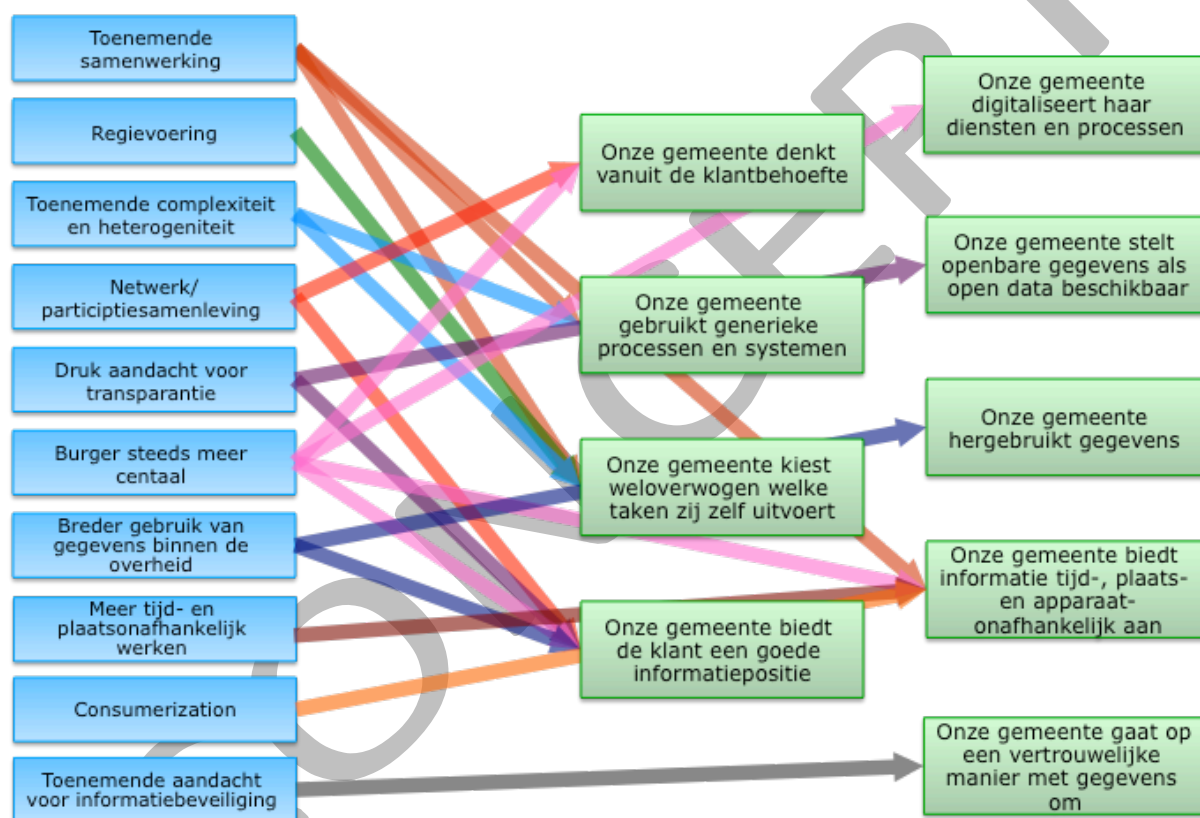 Toenemende
samenwerking
Regievoering
Toenemende complexiteit
en heterogeniteit
Netwerk/
participtiesamenleving
Druk aandacht voor
transparantie
Burger steeds meer
centaal
Breder gebruik van
gegevens binnen de
overheid
Meer tijd- en
plaatsonafhankelijk
werken
Consumerization
Toenemende aandacht
voor informatiebeveiliging
Onze gemeente denkt
vanuit de klantbehoefte
Onze gemeente
gebruikt generieke
processen en systemen
Onze gemeente kiest
weloverwogen welke
taken zij zelf uitvoert
Onze gemeente biedt
de klant een goede
informatiepositie
Onze gemeente
digitaliseert haar
diensten en processen
Onze gemeente stelt
openbare gegevens als
open data beschikbaar
Onze gemeente
hergebruikt gegevens
Onze gemeente biedt
informatie tijd-, plaats-
en apparaat-
onafhankelijk aan
Onze gemeente gaat op
een vertrouwelijke
manier met gegevens
om